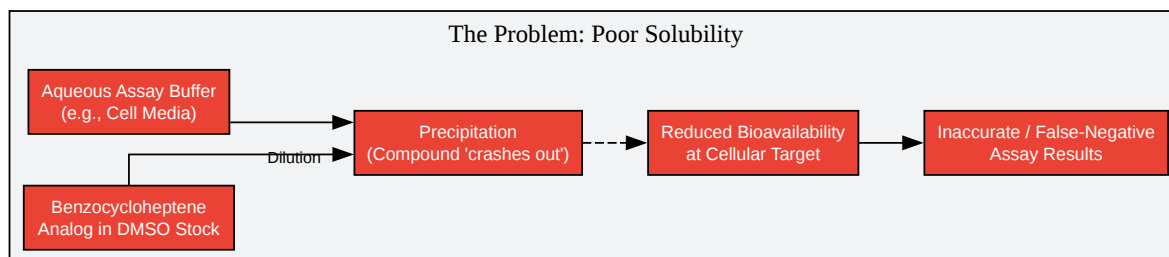 The Problem: Poor Solubility
Aqueous Assay Buffer
(e.g., Cell Media)
Benzocycloheptene
Analog in DMSO Stock
Dilution
Precipitation
(Compound 'crashes out')
Reduced Bioavailability
at Cellular Target
Inaccurate / False-Negative
Assay Results